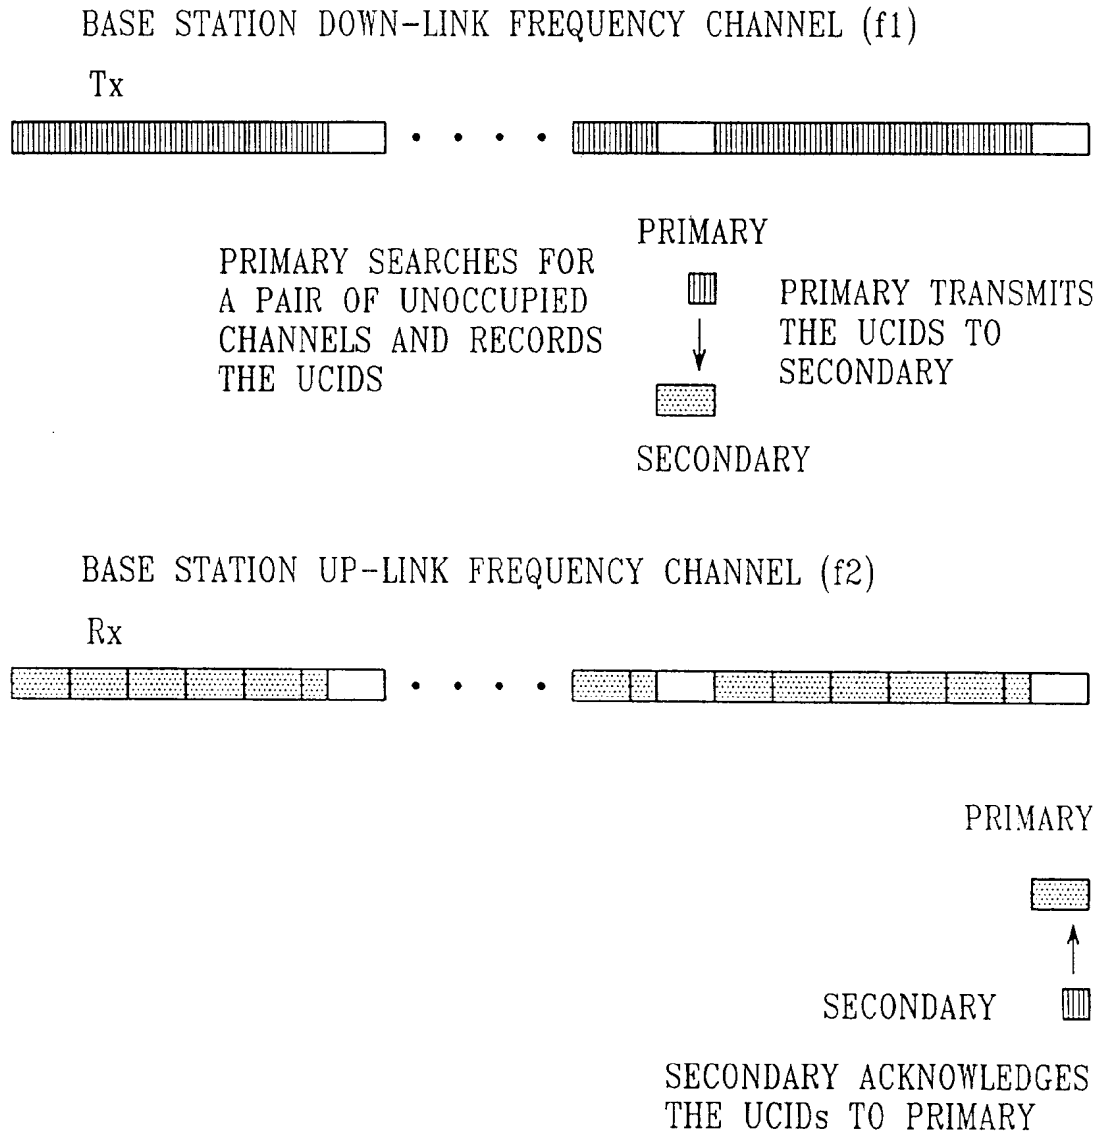 BASE STATION DOWN-LINK FREQUENCY CHANNEL (f1)
Tx
PRIMARY
PRIMARY SEARCHES FOR
A PAIR OF UNOCCUPIED
CHANNELS AND RECORDS
THE UCIDS
PRIMARY TRANSMITS
THE UCIDS TO
SECONDARY
SECONDARY
BASE STATION UP-LINK FREQUENCY CHANNEL (f2)
Rx
PRIMARY
SECONDARY
SECONDARY ACKNOWLEDGES
THE UCIDs TO PRIMARY